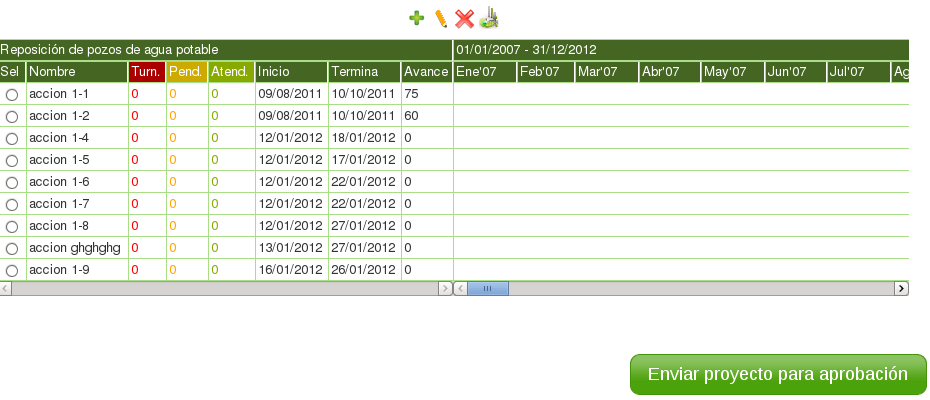 Reposición de pozos de agua potable 01/01/2007 - 31/12/2012
Sel Nombre Turn. Pend. Atend. Inicio Termina Avance Ene'07 Feb'07 Mar'07 Abr'07 May'07 Jun'07 Jul'07 Ag
accion 1-1 0 0 0 09/08/2011 10/10/2011 75
accion 1-2 0 0 0 09/08/2011 10/10/2011 60
accion 1-4 0 0 0 12/01/2012 18/01/2012 0
accion 1-5 0 0 0 12/01/2012 17/01/2012 0
accion 1-6 0 0 0 12/01/2012 22/01/2012 0
accion 1-7 0 0 0 12/01/2012 22/01/2012 0
accion 1-8 0 0 0 12/01/2012 27/01/2012 0
accion ghghghg 0 0 0 13/01/2012 27/01/2012 0
accion 1-9 0 0 0 16/01/2012 26/01/2012 0
Enviar proyecto para aprobación